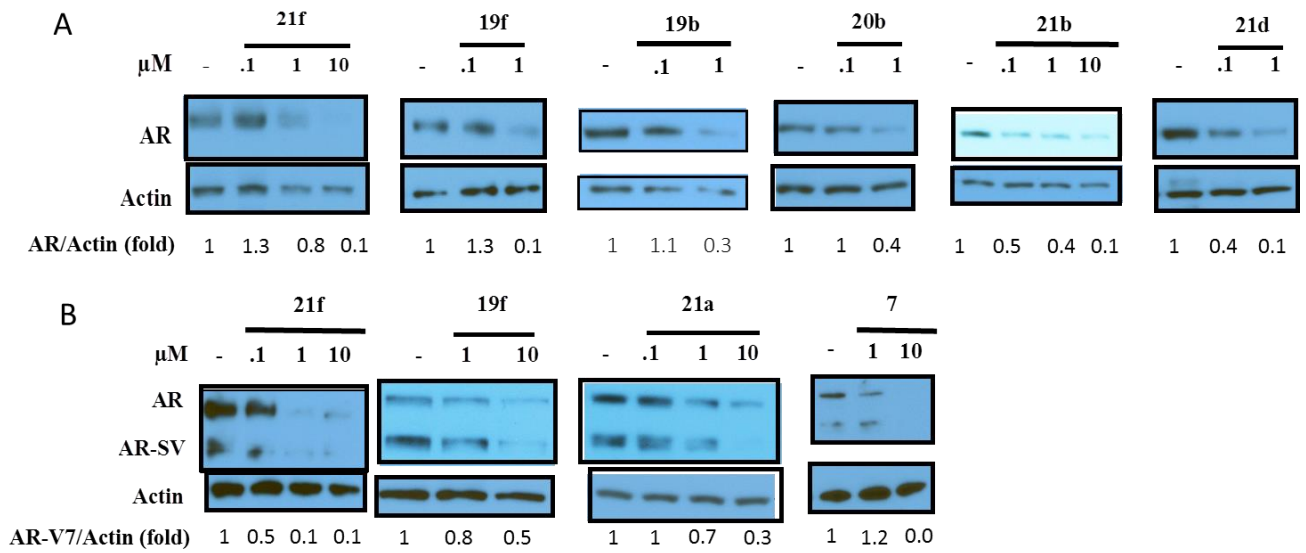 A
21f 19f 19b 20b 21b 21d
µM - .1 1 10 - .1 1 - .1 1 - .1 1 - .1 1 10 - .1 1
AR
Actin
AR/Actin (fold) 1 1.3 0.8 0.1 1 1.3 0.1 1 1.1 0.3 1 1 0.4 1 0.5 0.4 0.1 1 0.4 0.1
B
21f 19f 21a 7
µM - .1 1 10 - 1 10 - .1 1 10 - 1 10
AR
AR-SV
Actin
AR-V7/Actin (fold) 1 0.5 0.1 0.1 1 0.8 0.5 1 1 0.7 0.3 1 1.2 0.0